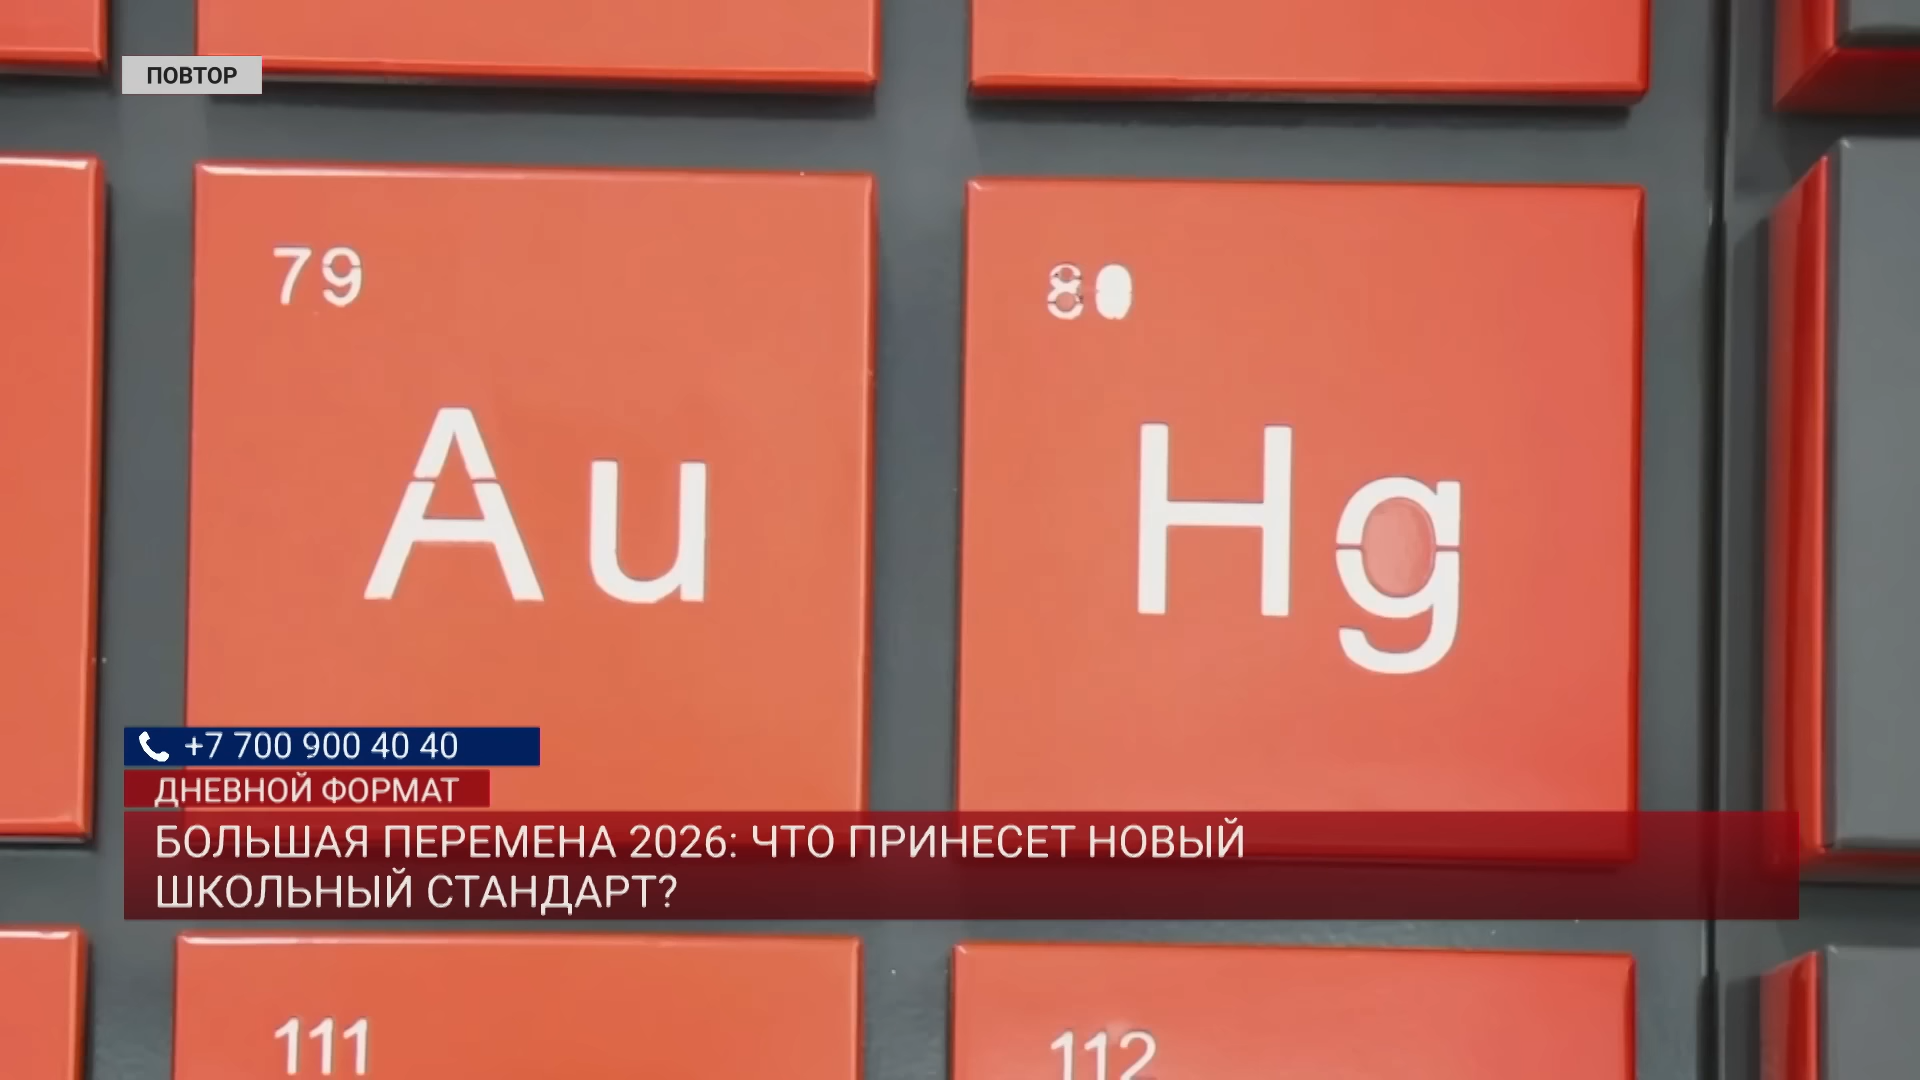 ПОВТОР
79
80
Au
Hg
+7 700 900 40 40
ДНЕВНОЙ ФОРМАТ
БОЛЬШАЯ ПЕРЕМЕНА 2026: ЧТО ПРИНЕСЕТ НОВЫЙ
ШКОЛЬНЫЙ СТАНДАРТ?
111
112